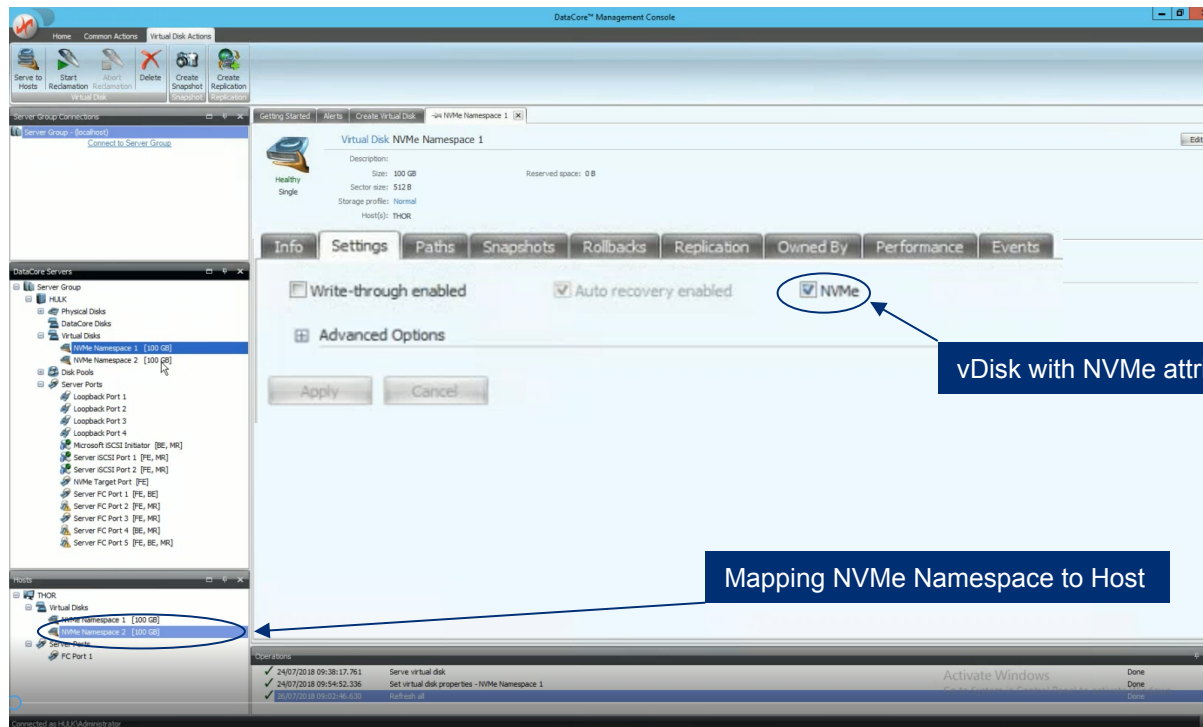 DataCore™ Management Console
Home Common Actions Virtual Disk Actions
Serve to Hosts
Start Reclamation
Abort Reclamation
Delete
Create Snapshot
Create Replication
Virtual Disk Snapshot Replication
Server Group Connections
Server Group - (localhost)
Connect to Server Group
Getting Started Alerts Create Virtual Disk NVMe Namespace 1
Virtual Disk NVMe Namespace 1
Edit
Description:
Healthy
Single
Size: 100 GB Reserved space: 0 B
Sector size: 512 B
Storage profile: Normal
Host(s): THOR
Info Settings Paths Snapshots Rollbacks Replication Owned By Performance Events
Write-through enabled Auto recovery enabled NVMe
Advanced Options
Apply Cancel
vDisk with NVMe attr
DataCore Servers
Server Group
HULK
Physical Disks
DataCore Disks
Virtual Disks
NVMe Namespace 1 [100 GB]
NVMe Namespace 2 [100 GB]
Disk Pools
Server Ports
Loopback Port 1
Loopback Port 2
Loopback Port 3
Loopback Port 4
Microsoft iSCSI Initiator [BE, MR]
Server iSCSI Port 1 [FE, MR]
Server iSCSI Port 2 [FE, MR]
NVMe Target Port [FE]
Server FC Port 1 [FE, BE]
Server FC Port 2 [FE, MR]
Server FC Port 3 [FE, MR]
Server FC Port 4 [BE, MR]
Server FC Port 5 [FE, BE, MR]
Mapping NVMe Namespace to Host
Hosts
THOR
Virtual Disks
NVMe Namespace 1 [100 GB]
NVMe Namespace 2 [100 GB]
Server Ports
FC Port 1
Operations
24/07/2018 09:38:17.761 Serve virtual disk Done
24/07/2018 09:54:52.336 Set virtual disk properties - NVMe Namespace 1 Done
26/07/2018 09:02:46.630 Refresh all Done
Activate Windows
Connected as HULK\Administrator